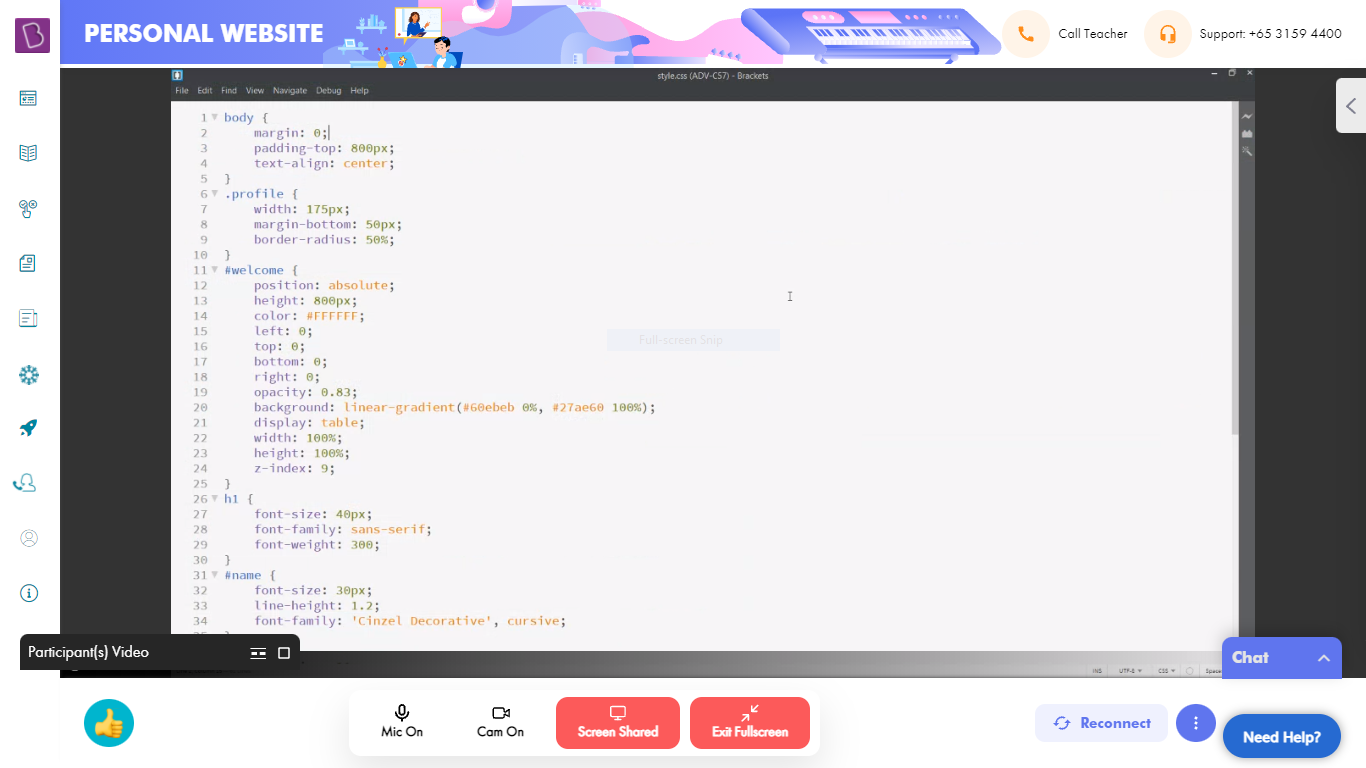 PERSONAL WEBSITE
Call Teacher
Support: +65 3159 4400
style.css (ADV-C57) - Brackets
File Edit Find View Navigate Debug Help
1 body {
2 margin: 0;
3 padding-top: 800px;
4 text-align: center;
5 }
6 .profile {
7 width: 175px;
8 margin-bottom: 50px;
9 border-radius: 50%;
10 }
11 #welcome {
12 position: absolute;
13 height: 800px;
14 color: #FFFFFF;
15 left: 0;
16 top: 0;
17 bottom: 0;
18 right: 0;
19 opacity: 0.83;
20 background: linear-gradient(#60ebeb 0%, #27ae60 100%);
21 display: table;
22 width: 100%;
23 height: 100%;
24 z-index: 9;
25 }
26 h1 {
27 font-size: 40px;
28 font-family: sans-serif;
29 font-weight: 300;
30 }
31 #name {
32 font-size: 30px;
33 line-height: 1.2;
34 font-family: 'Cinzel Decorative', cursive;
Full-screen Snip
Participant(s) Video
INS UTF-8 CSS Space
Chat
Mic On
Cam On
Screen Shared
Exit Fullscreen
Reconnect
Need Help?